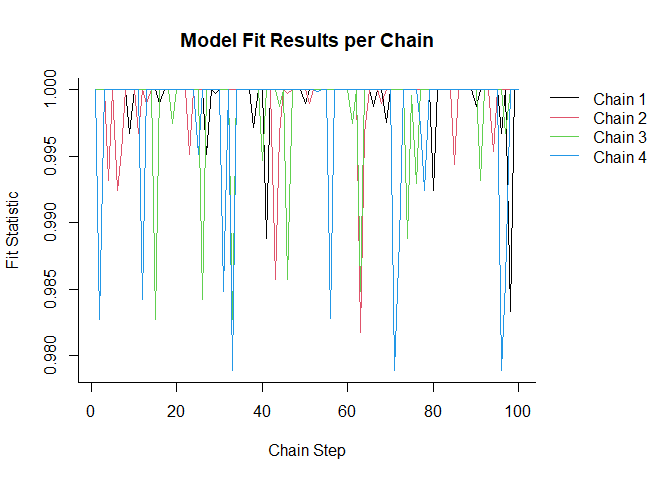 Model Fit Results per Chain
Fit Statistic
1.000
0.995
0.990
0.985
0.980
0 20 40 60 80 100
Chain Step
Chain 1
Chain 2
Chain 3
Chain 4